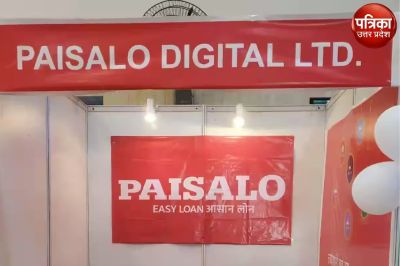 पत्रिका
उत्तर प्रदेश
PAISALO DIGITAL LTD.
PAISALO
EASY LOAN आसान लोन